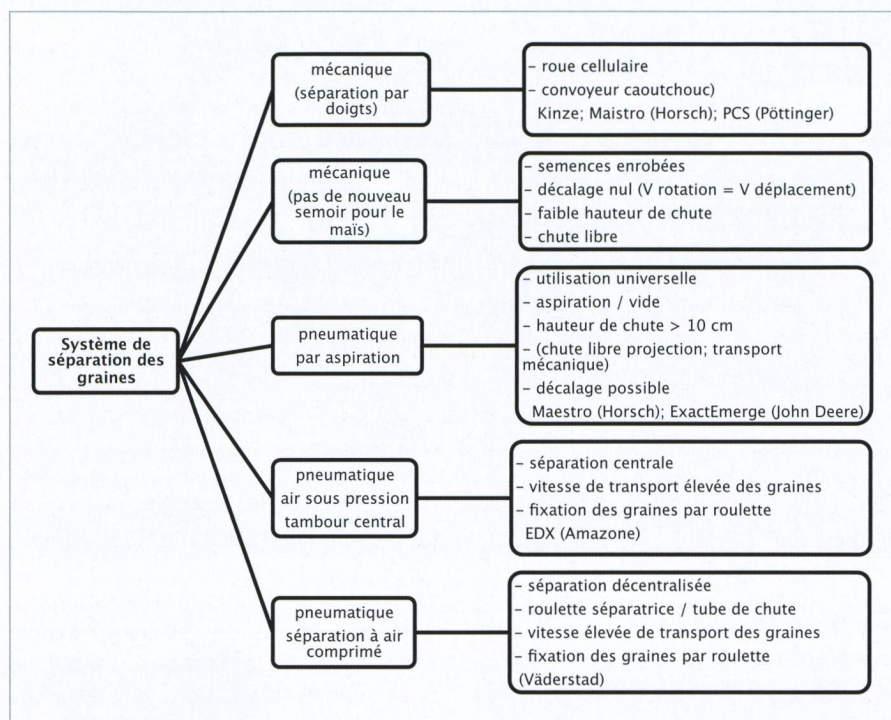 Système de
séparation des
graines
mécanique
(séparation par
doigts)
– roue cellulaire
– convoyeur caoutchouc)
Kinze; Maistro (Horsch); PCS (Pöttinger)
mécanique
(pas de nouveau
semoir pour le
maïs)
– semences enrobées
– décalage nul (V rotation = V déplacement)
– faible hauteur de chute
– chute libre
pneumatique
par aspiration
– utilisation universelle
– aspiration / vide
– hauteur de chute > 10 cm
– (chute libre projection; transport
mécanique)
– décalage possible
Maestro (Horsch); ExactEmerge (John Deere)
pneumatique
air sous pression
tambour central
– séparation centrale
– vitesse de transport élevée des graines
– fixation des graines par roulette
EDX (Amazone)
pneumatique
séparation à air
comprimé
– séparation décentralisée
– roulette séparatrice / tube de chute
– vitesse élevée de transport des graines
– fixation des graines par roulette
(Väderstad)